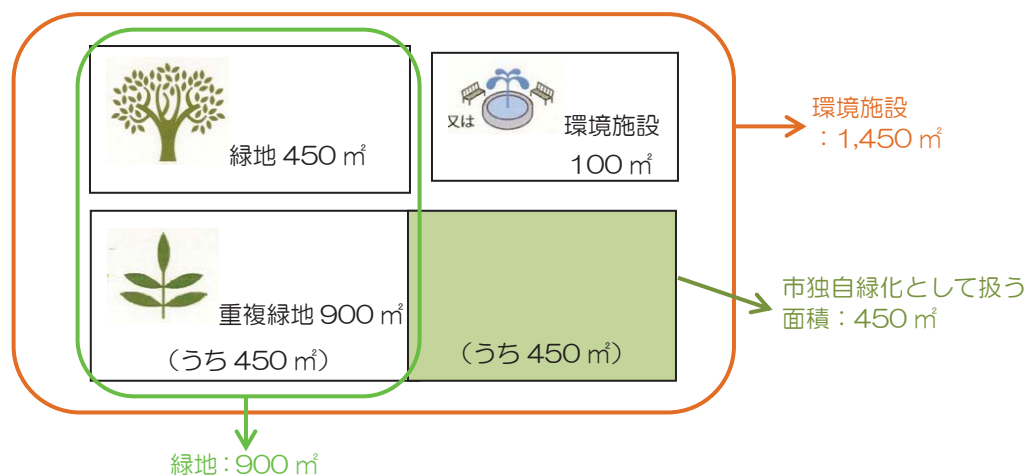 緑地 450 ㎡
又は
環境施設
100 ㎡
環境施設
：1,450 ㎡
重複緑地 900 ㎡
（うち 450 ㎡）
（うち 450 ㎡）
市独自緑化として扱う
面積：450 ㎡
緑地：900 ㎡